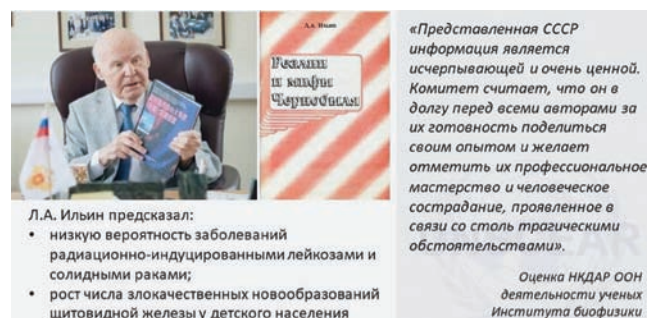 Л.А. Ильин
Реалии
и мифы
Чернобыля
Л.А. Ильин предсказал:
• низкую вероятность заболеваний
радиационно-индуцированными лейкозами и
солидными раками;
• рост числа злокачественных новообразований
щитовидной железы у детского населения
«Представленная СССР
информация является
исчерпывающей и очень ценной.
Комитет считает, что он в
долгу перед всеми авторами за
их готовность поделиться
своим опытом и желает
отметить их профессиональное
мастерство и человеческое
сострадание, проявленное в
связи со столь трагическими
обстоятельствами».
Оценка НКДАР ООН
деятельности ученых
Института биофизики